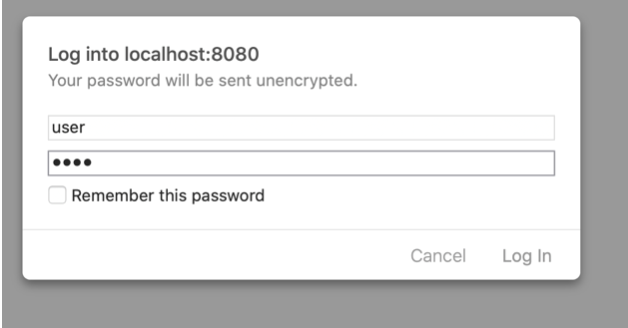 Log into localhost:8080
Your password will be sent unencrypted.
user
••••
Remember this password
Cancel Log In